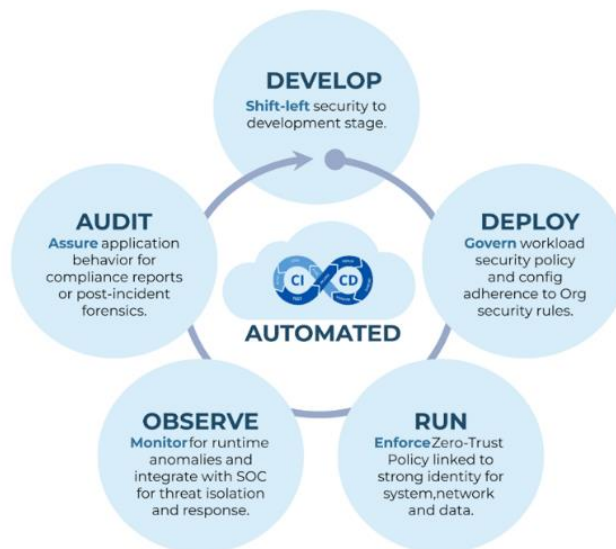 DEVELOP
Shift-left security to
development stage.
DEPLOY
Govern workload
security policy
and config
adherence to Org
security rules.
RUN
EnforceZero-Trust
Policy linked to
strong identity for
system,network
and data.
OBSERVE
Monitor for runtime
anomalies and
integrate with SOC
for threat isolation
and response.
AUDIT
Assure application
behavior for
compliance reports
or post-incident
forensics.
CI
CD
AUTOMATED